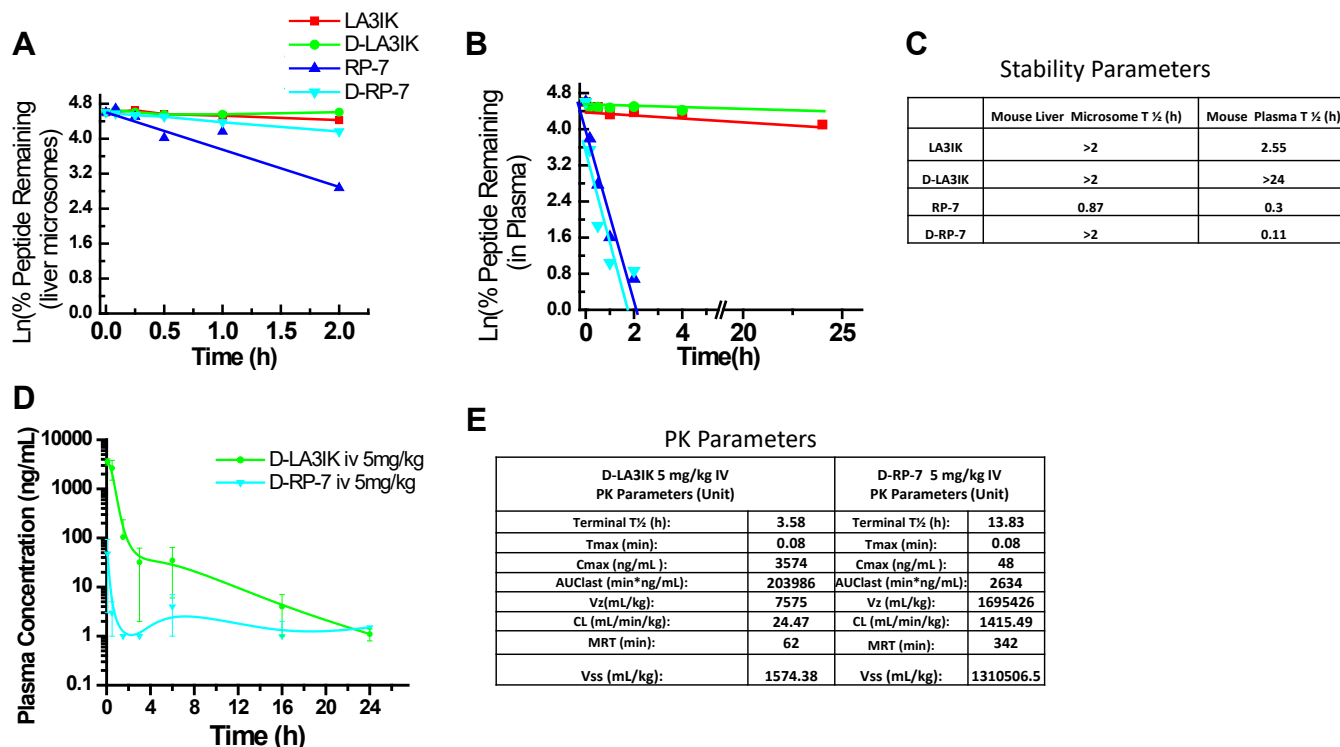 A
LA3IK
D-LA3IK
RP-7
D-RP-7
Ln(% Peptide Remaining
(liver microsomes)
4.8
4.0
3.2
2.4
1.6
0.8
0.0
0.0 0.5 1.0 1.5 2.0
Time (h)
B
Ln(% Peptide Remaining
(in Plasma)
4.8
4.0
3.2
2.4
1.6
0.8
0.0
0 2 4 20 25
Time(h)
C
Stability Parameters
Mouse Liver Microsome T ½ (h) Mouse Plasma T ½ (h)
LA3IK >2 2.55
D-LA3IK >2 >24
RP-7 0.87 0.3
D-RP-7 >2 0.11
D
Plasma Concentration (ng/mL)
10000
1000
100
10
1
0.1
D-LA3IK iv 5mg/kg
D-RP-7 iv 5mg/kg
0 4 8 12 16 20 24
Time (h)
E
PK Parameters
D-LA3IK 5 mg/kg IV D-RP-7 5 mg/kg IV
PK Parameters (Unit) PK Parameters (Unit)
Terminal T½ (h): 3.58 Terminal T½ (h): 13.83
Tmax (min): 0.08 Tmax (min): 0.08
Cmax (ng/mL ): 3574 Cmax (ng/mL ): 48
AUClast (min*ng/mL): 203986 AUClast (min*ng/mL): 2634
Vz(mL/kg): 7575 Vz (mL/kg): 1695426
CL (mL/min/kg): 24.47 CL (mL/min/kg): 1415.49
MRT (min): 62 MRT (min): 342
Vss (mL/kg): 1574.38 Vss (mL/kg): 1310506.5